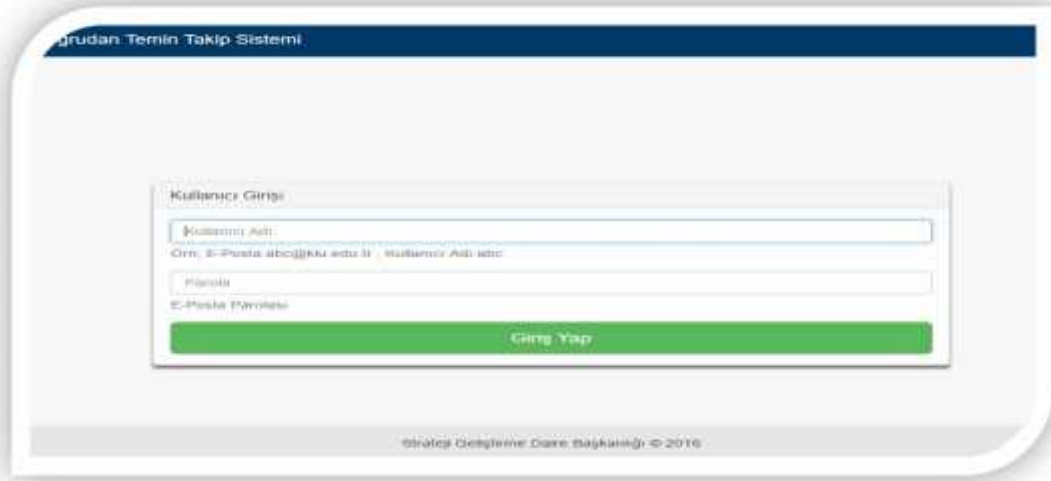 ğrudan Temin Takip Sistemi
Kullanıcı Girişi
Kullanıcı Adı
Örn; E-Posta abc@klu.edu.tr , Kullanıcı Adı abc
Parola
E-Posta Parolası
Giriş Yap
Strateji Geliştirme Daire Başkanlığı © 2016